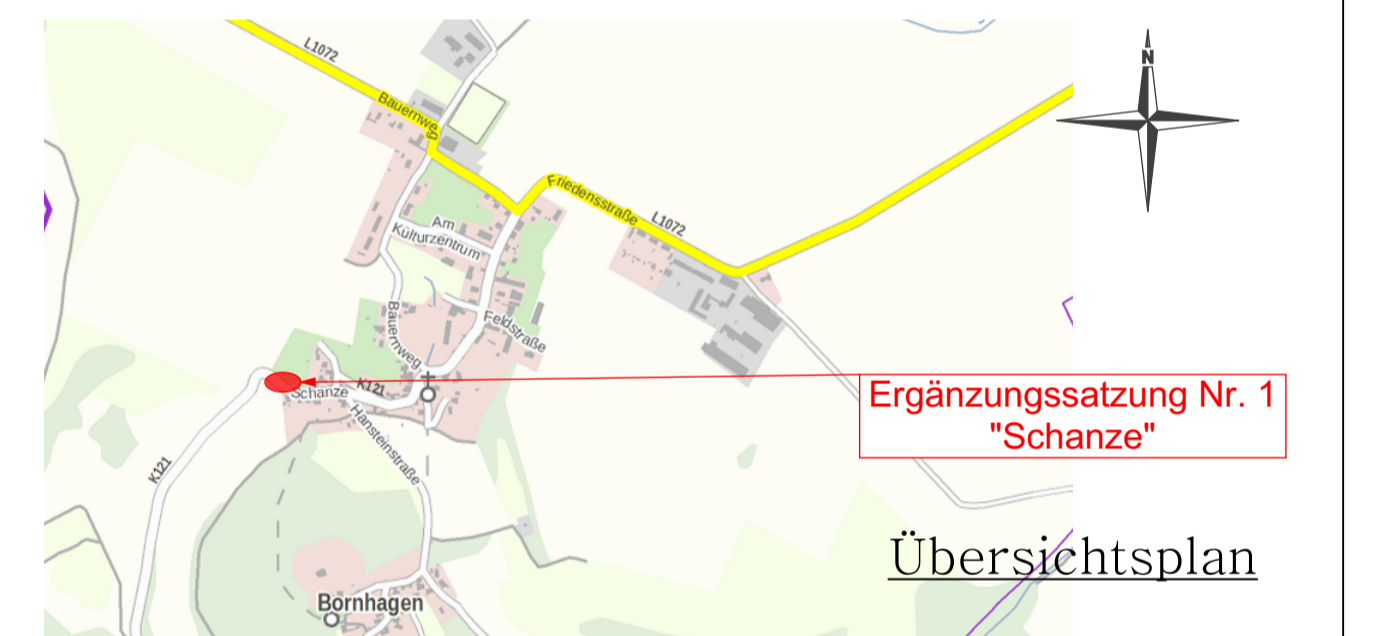 L1072
N
Bauernweg
Friedensstraße
L1072
Am
Kulturzentrum
Bauernweg
Feldstraße
K121
Schanze
Ergänzungssatzung Nr. 1
"Schanze"
Hansteinstraße
K121
Übersichtsplan
Bornhagen